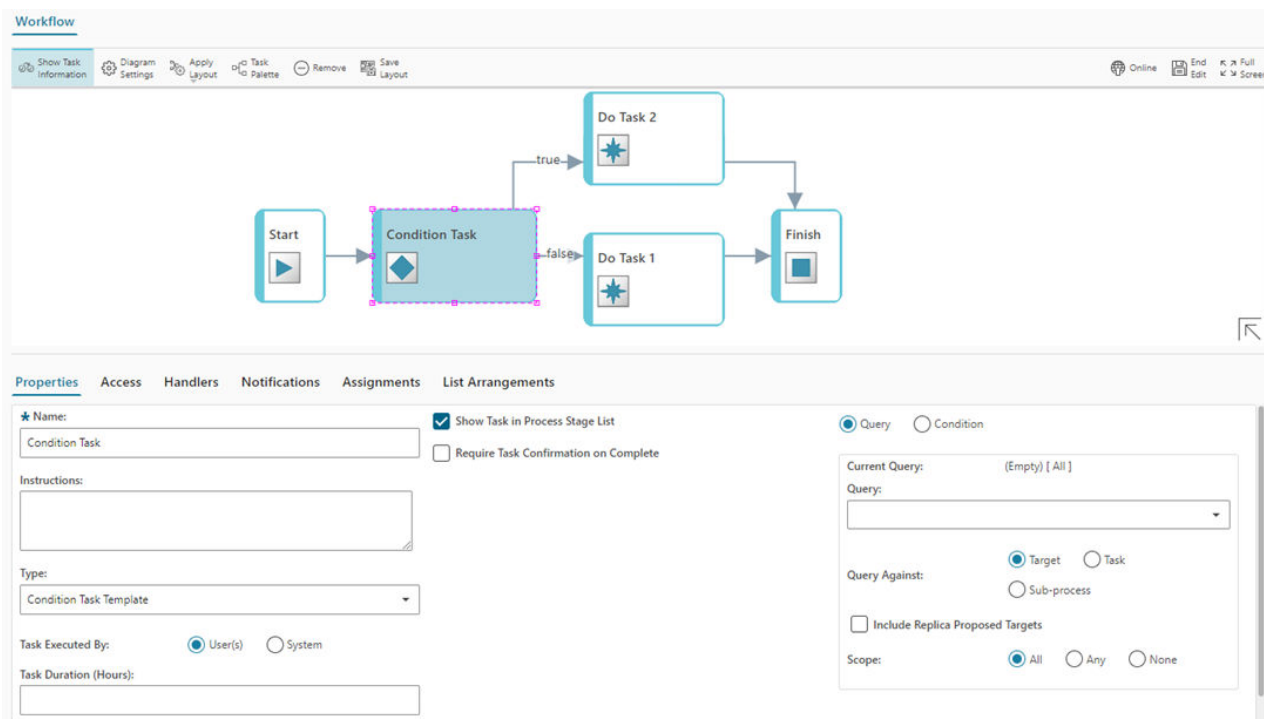 Workflow
Show Task Information
Diagram Settings
Apply Layout
Task Palette
Remove
Save Layout
Online
End Edit
Full Screen
Do Task 2
true
Start
Condition Task
false
Do Task 1
Finish
Properties Access Handlers Notifications Assignments List Arrangements
* Name:
Condition Task
Show Task in Process Stage List
Require Task Confirmation on Complete
Query Condition
Instructions:
Current Query: (Empty) [ All ]
Query:
Type:
Condition Task Template
Query Against: Target Task
Sub-process
Include Replica Proposed Targets
Task Executed By: User(s) System
Scope: All Any None
Task Duration (Hours):